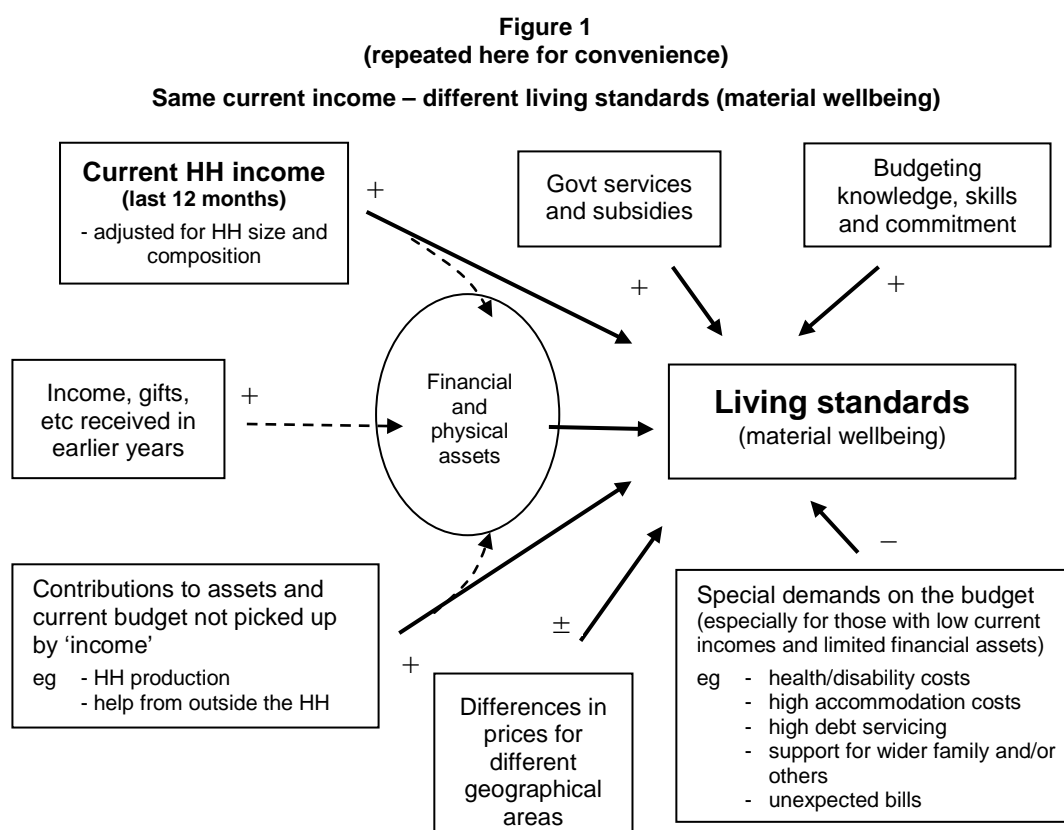 Figure 1
(repeated here for convenience)
Same current income – different living standards (material wellbeing)
Current HH income
(last 12 months)
- adjusted for HH size and
composition
+
Govt services
and subsidies
+
Budgeting
knowledge, skills
and commitment
+
Income, gifts,
etc received in
earlier years
+
Financial
and
physical
assets
Living standards
(material wellbeing)
Contributions to assets and
current budget not picked up
by ‘income’
eg - HH production
- help from outside the HH
+
±
Differences in
prices for
different
geographical
areas
–
Special demands on the budget
(especially for those with low current
incomes and limited financial assets)
eg - health/disability costs
- high accommodation costs
- high debt servicing
- support for wider family and/or
others
- unexpected bills